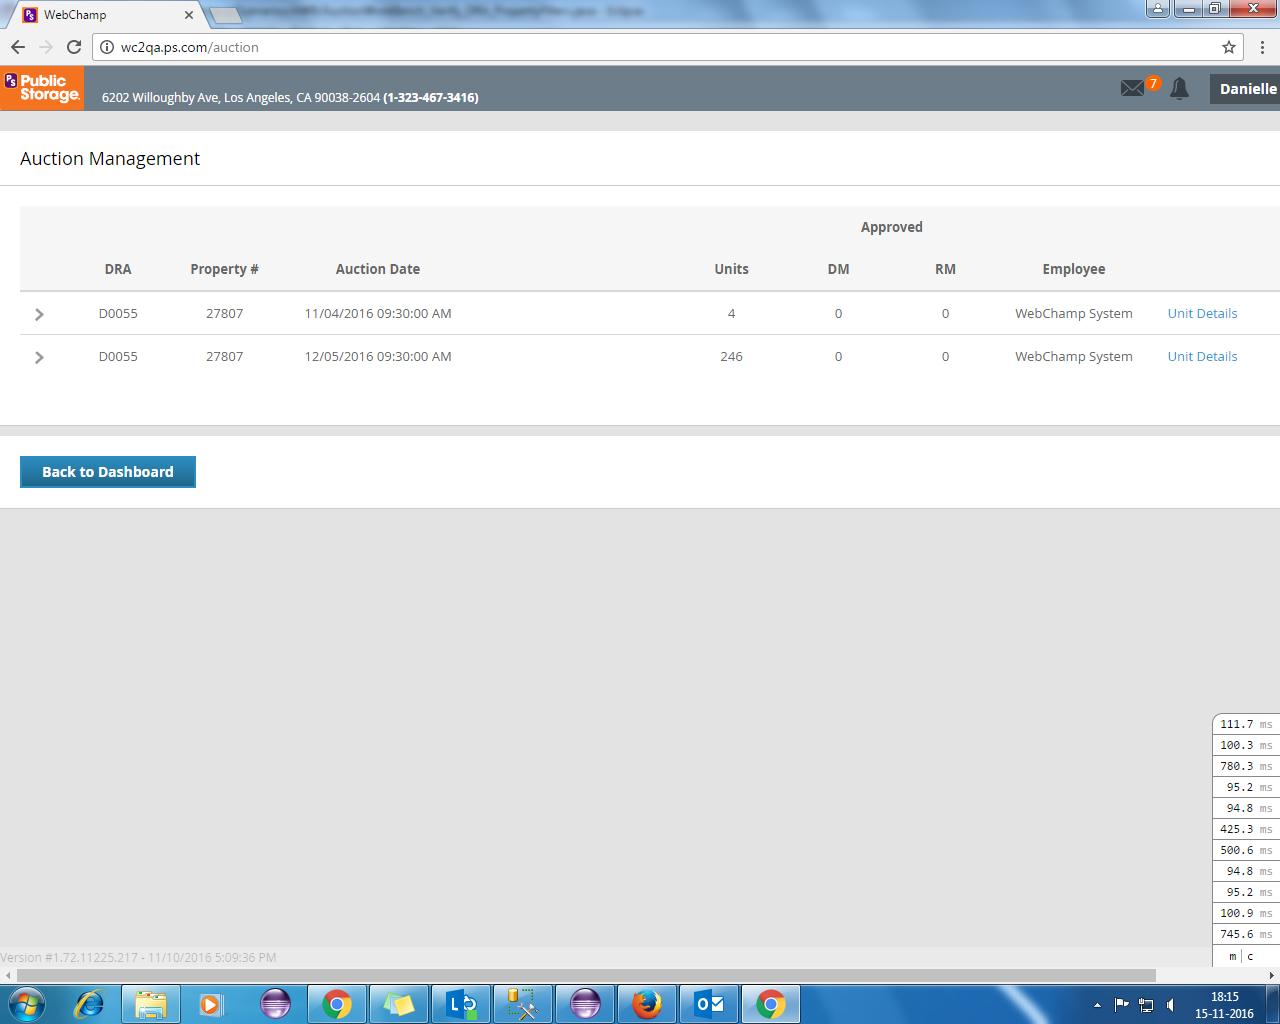 WebChamp
wc2qa.ps.com/auction
PS Public Storage. 6202 Willoughby Ave, Los Angeles, CA 90038-2604 (1-323-467-3416) 7 Danielle
Auction Management
Approved
DRA Property # Auction Date Units DM RM Employee
D0055 27807 11/04/2016 09:30:00 AM 4 0 0 WebChamp System Unit Details
D0055 27807 12/05/2016 09:30:00 AM 246 0 0 WebChamp System Unit Details
Back to Dashboard
111.7 ms
100.3 ms
780.3 ms
95.2 ms
94.8 ms
425.3 ms
500.6 ms
94.8 ms
95.2 ms
100.9 ms
745.6 ms
m | c
Version #1.72.11225.217 - 11/10/2016 5:09:36 PM
18:15
15-11-2016